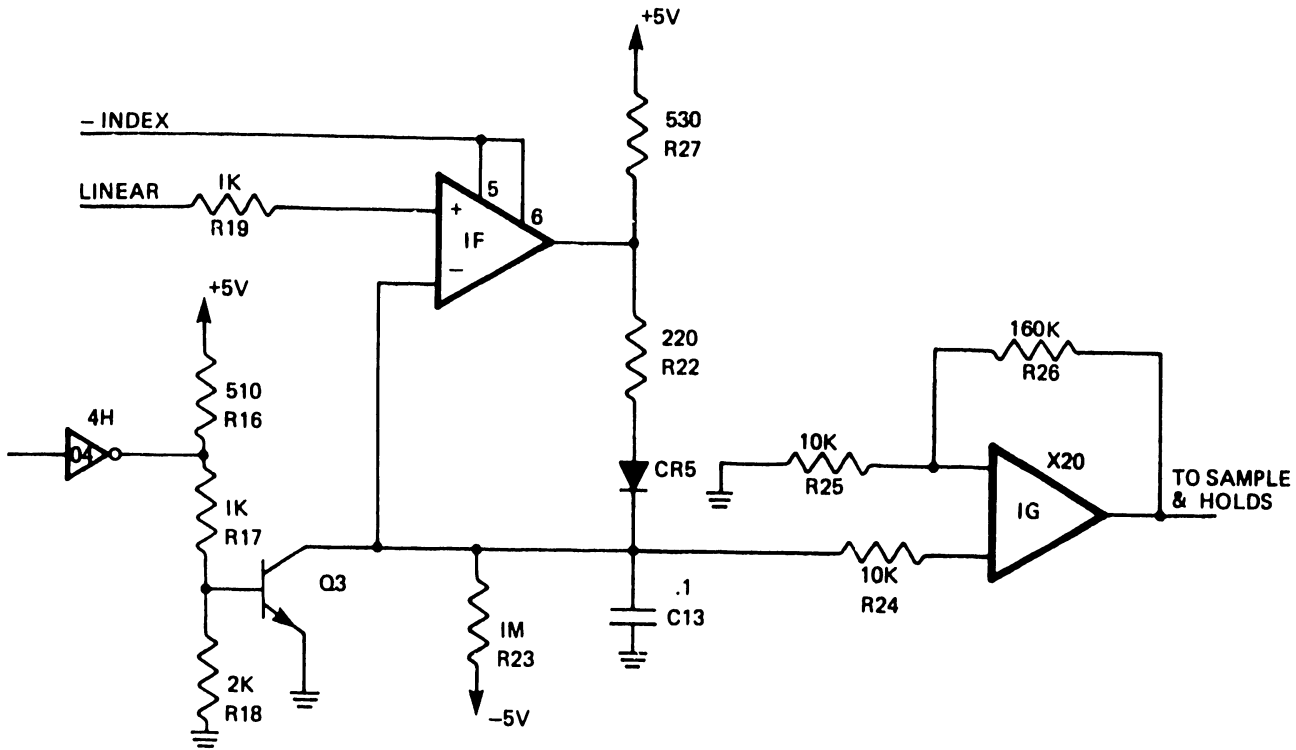 +5V
530
R27
– INDEX
LINEAR
1K
R19
5
6
+
–
IF
+5V
510
R16
4H
04
1K
R17
Q3
2K
R18
220
R22
CR5
.1
C13
1M
R23
–5V
160K
R26
10K
R25
X20
IG
10K
R24
TO SAMPLE
& HOLDS